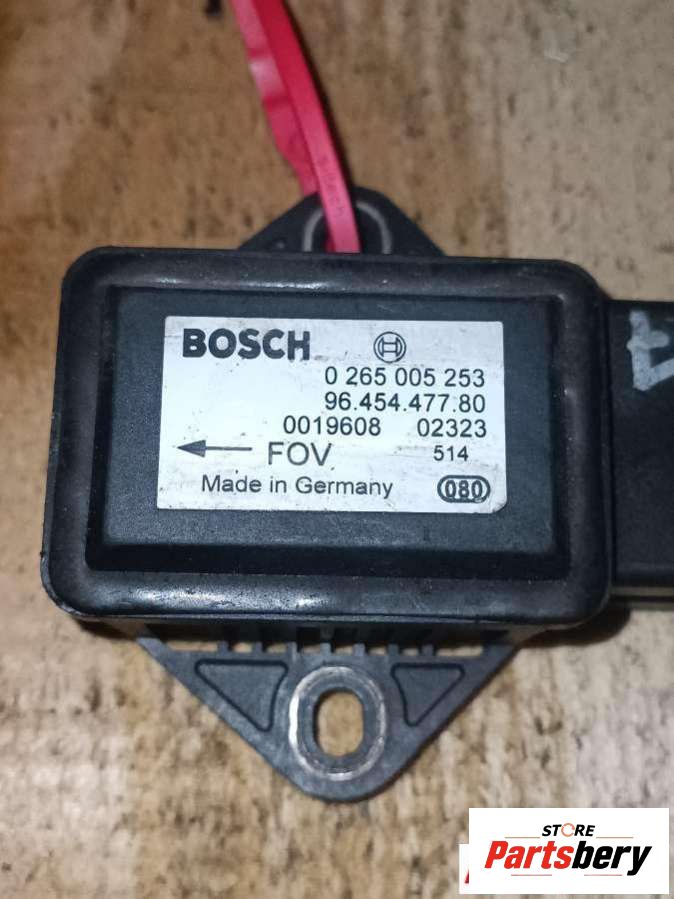 BOSCH
0 265 005 253
96.454.477.80
0019608 02323
FOV 514
Made in Germany 080
STORE
Partsbery